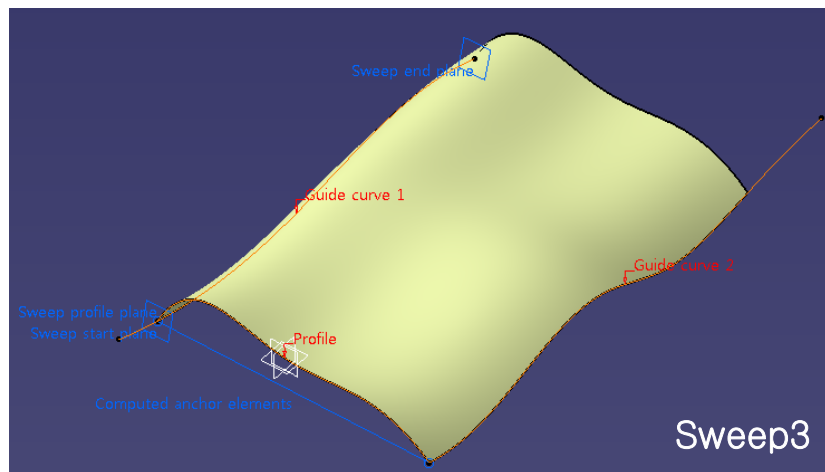 Sweep end plane
Guide curve 1
Guide curve 2
Sweep profile plane
Sweep start plane
Profile
Computed anchor elements
Sweep3